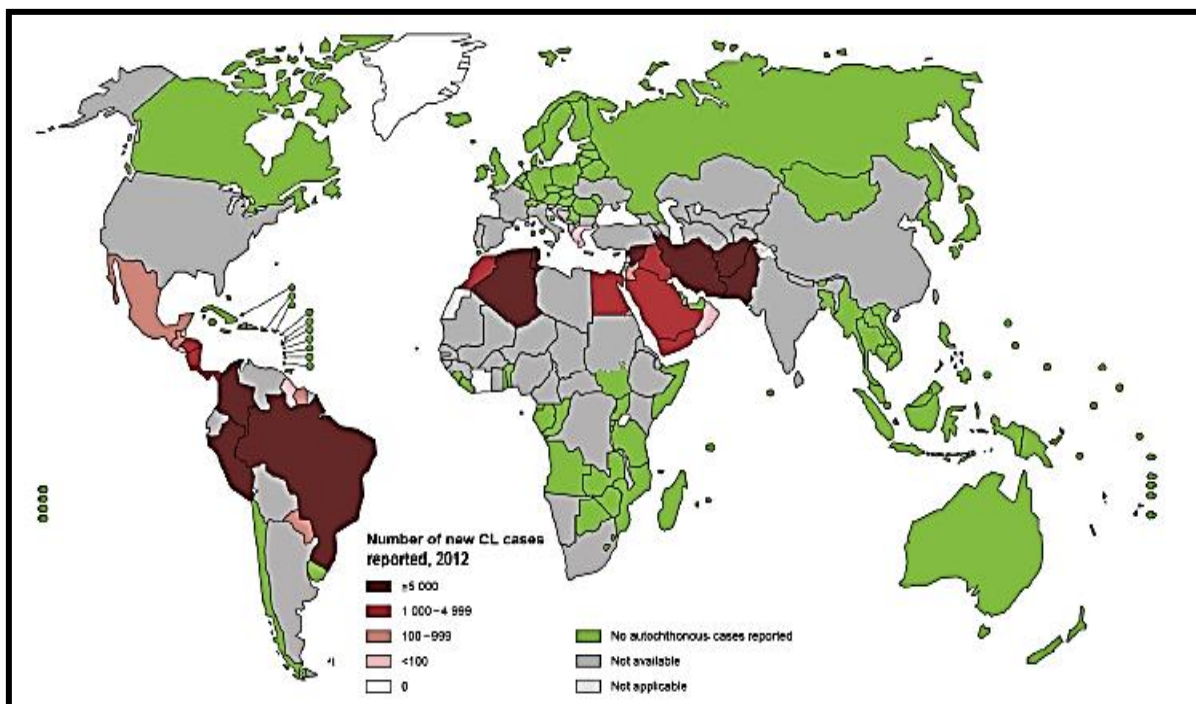 Number of new CL cases
reported, 2012
≥5 000
1 000–4 999
100–999
<100
0
No autochthonous cases reported
Not available
Not applicable